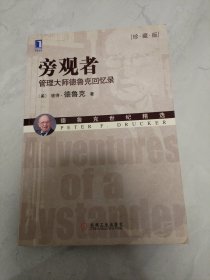 [珍·藏·版]
旁观者
管理大师德鲁克回忆录
[美] 彼得·德鲁克 著
德鲁克世纪精选
PETER F. DRUCKER
Adventures
of a
Bystander
机械工业出版社